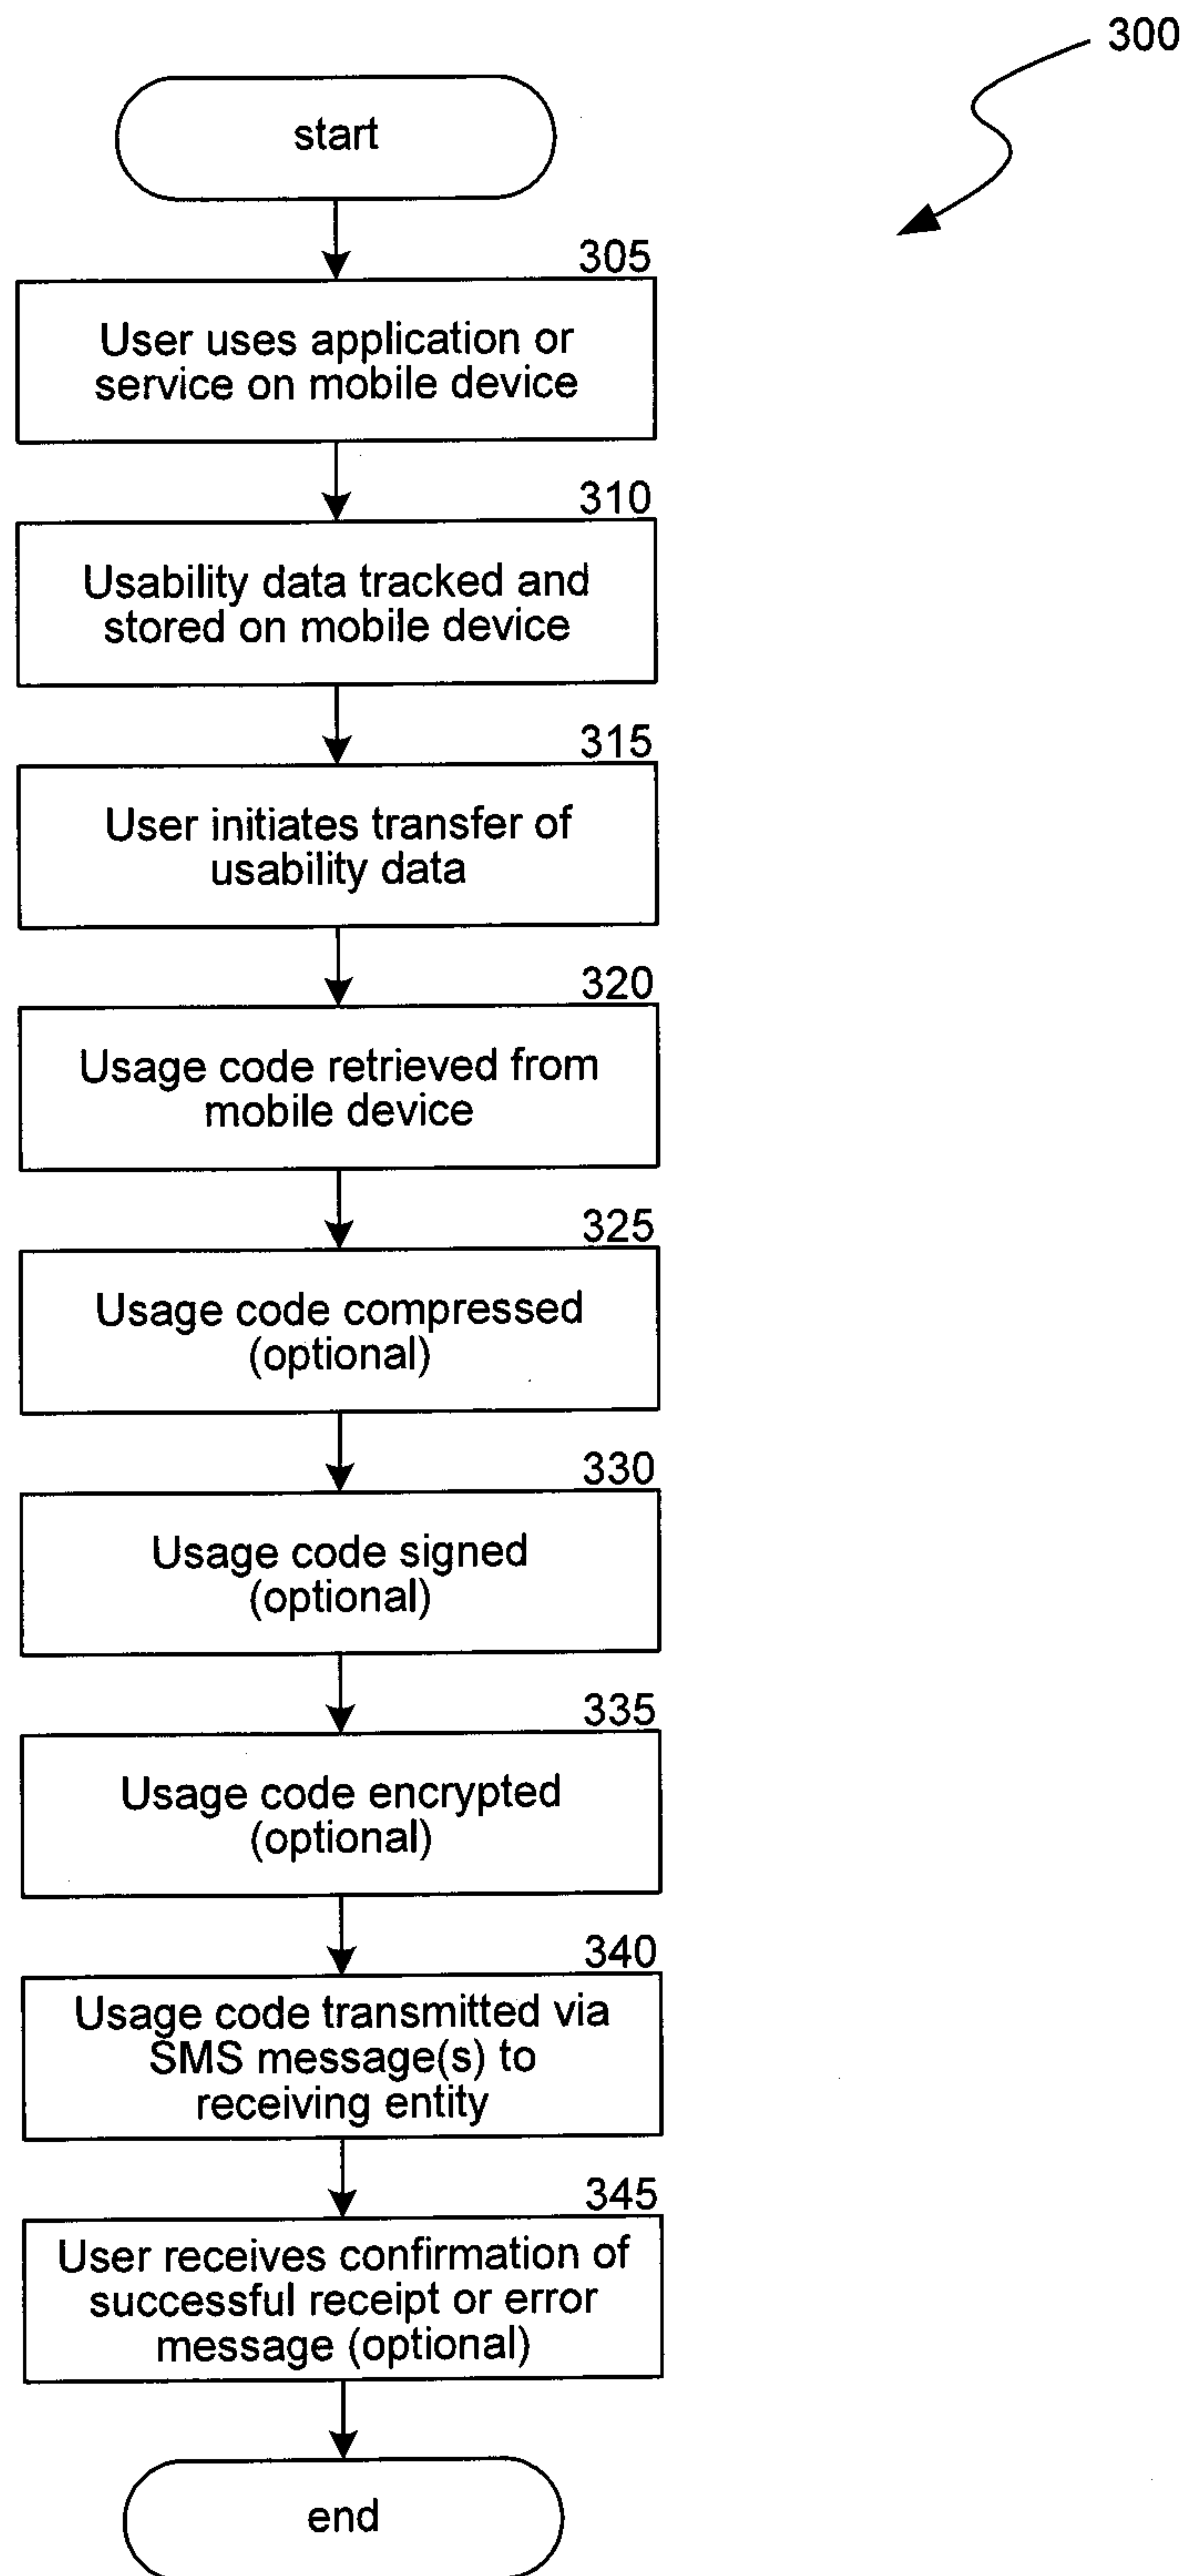 300
start
305
User uses application or
service on mobile device
310
Usability data tracked and
stored on mobile device
315
User initiates transfer of
usability data
320
Usage code retrieved from
mobile device
325
Usage code compressed
(optional)
330
Usage code signed
(optional)
335
Usage code encrypted
(optional)
340
Usage code transmitted via
SMS message(s) to
receiving entity
345
User receives confirmation of
successful receipt or error
message (optional)
end